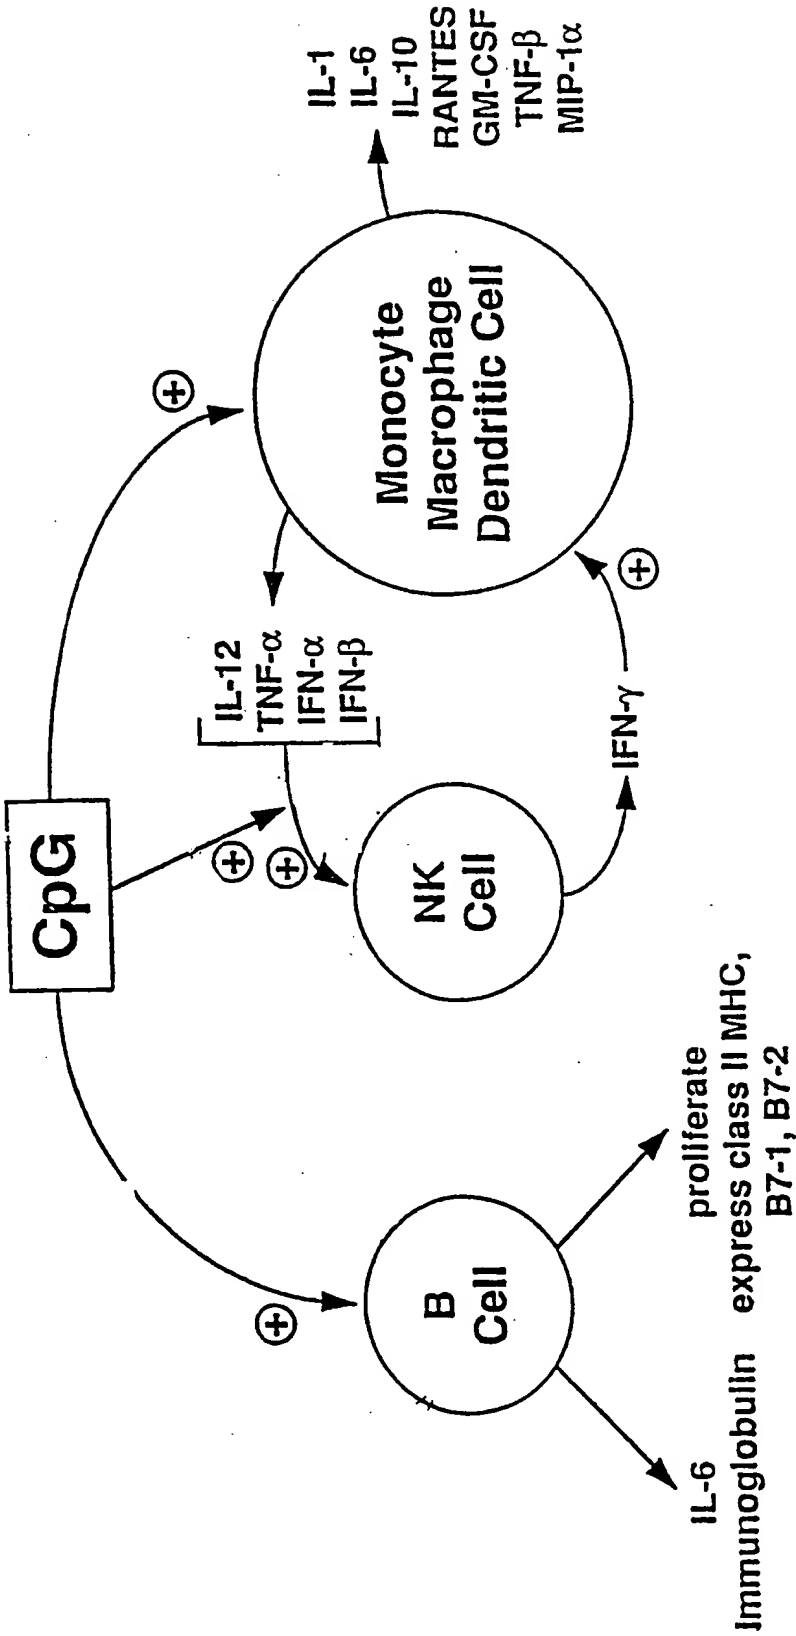 CpG
⊕
⊕
⊕
⊕
IL-12
TNF-α
IFN-α
IFN-β
B
Cell
NK
Cell
Monocyte
Macrophage
Dendritic Cell
IL-1
IL-6
IL-10
RANTES
GM-CSF
TNF-β
MIP-1α
IFN-γ
⊕
IL-6
Immunoglobulin
proliferate
express class II MHC,
B7-1, B7-2